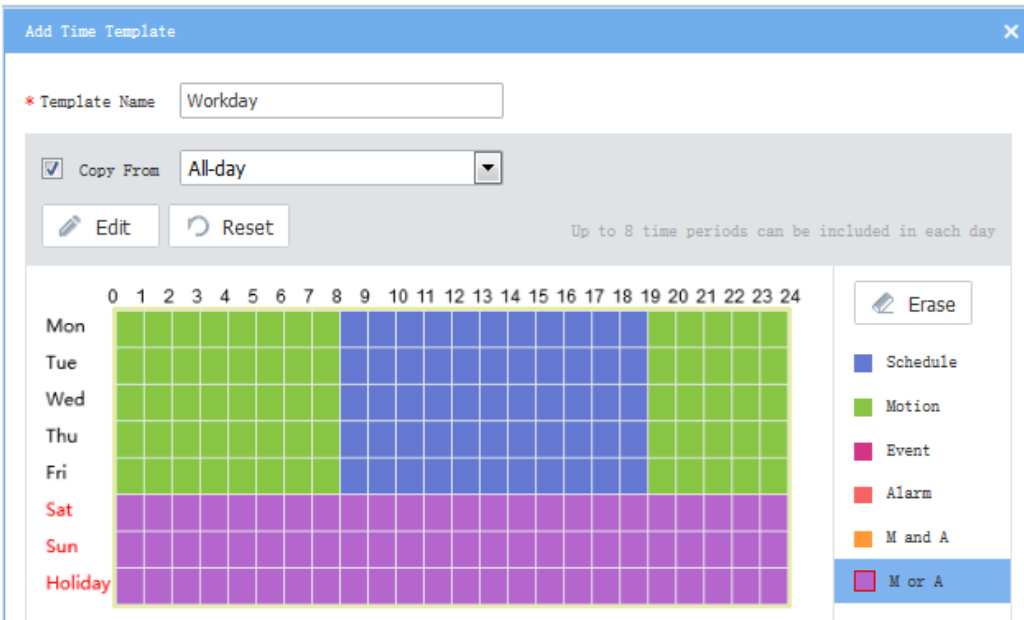 Add Time Template
* Template Name Workday
Copy From All-day
Edit Reset Up to 8 time periods can be included in each day
0 1 2 3 4 5 6 7 8 9 10 11 12 13 14 15 16 17 18 19 20 21 22 23 24
Erase
Mon
Tue
Wed
Thu
Fri
Sat
Sun
Holiday
Schedule
Motion
Event
Alarm
M and A
M or A